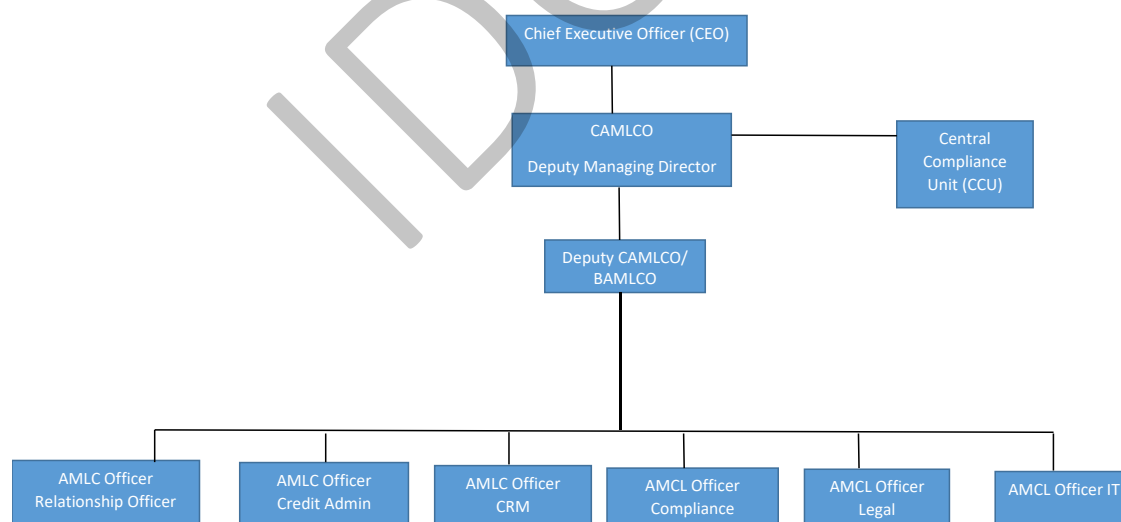 Chief Executive Officer (CEO)
CAMLCO
Deputy Managing Director
Central
Compliance
Unit (CCU)
Deputy CAMLCO/
BAMLCO
AMLC Officer
Relationship Officer
AMLC Officer
Credit Admin
AMLC Officer
CRM
AMCL Officer
Compliance
AMCL Officer
Legal
AMCL Officer IT